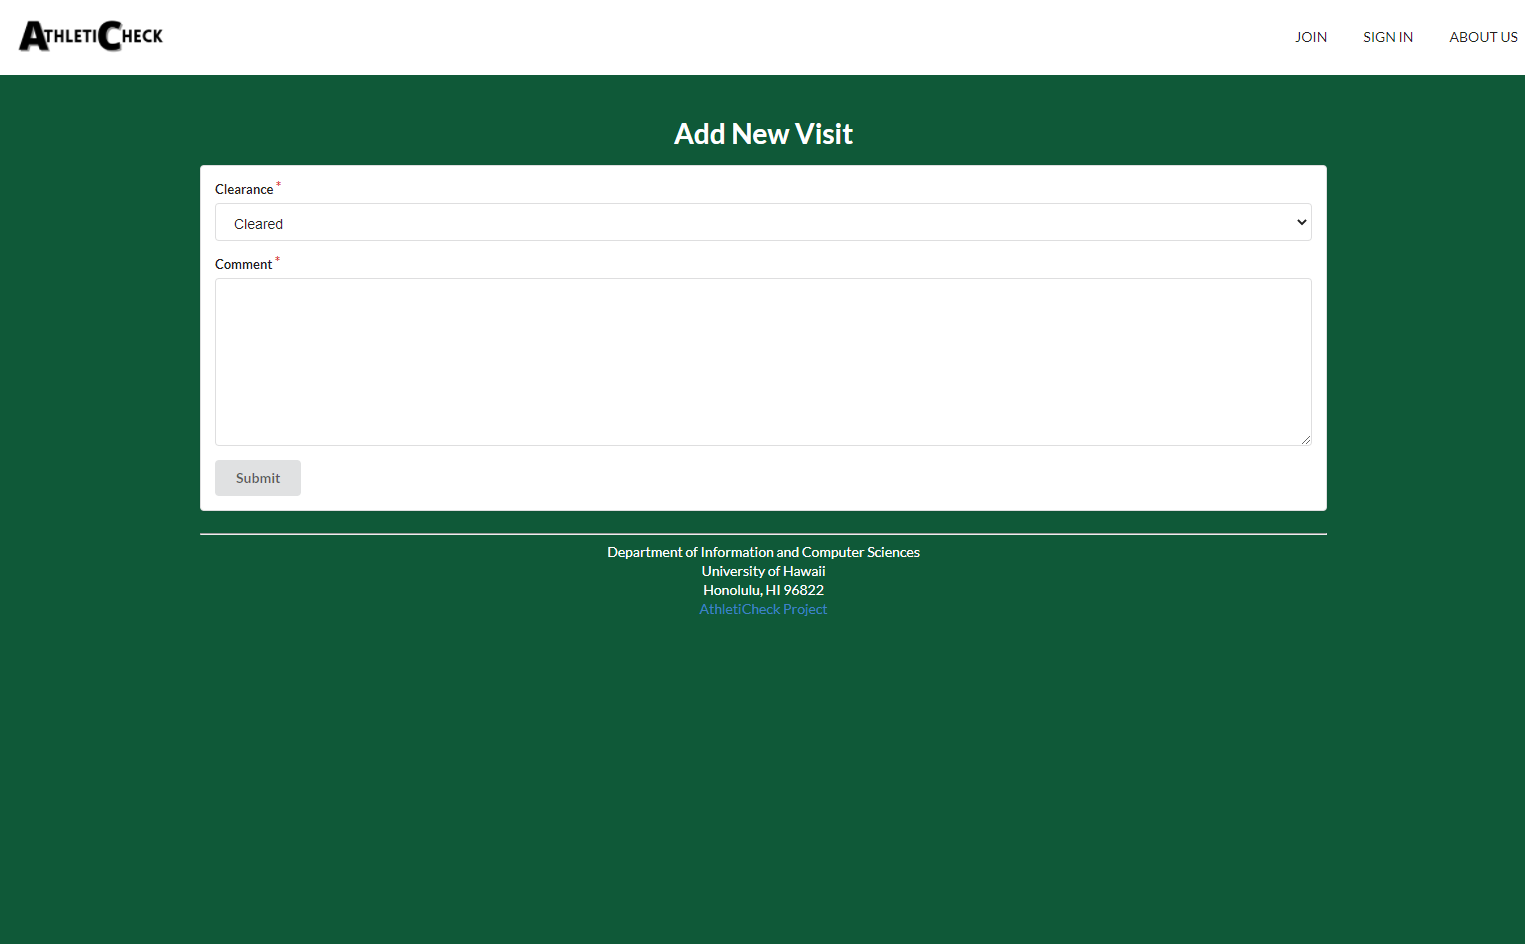 ATHLETICHECK
JOIN
SIGN IN
ABOUT US
Add New Visit
Clearance *
Cleared
Comment *
Submit
Department of Information and Computer Sciences
University of Hawaii
Honolulu, HI 96822
AthletiCheck Project